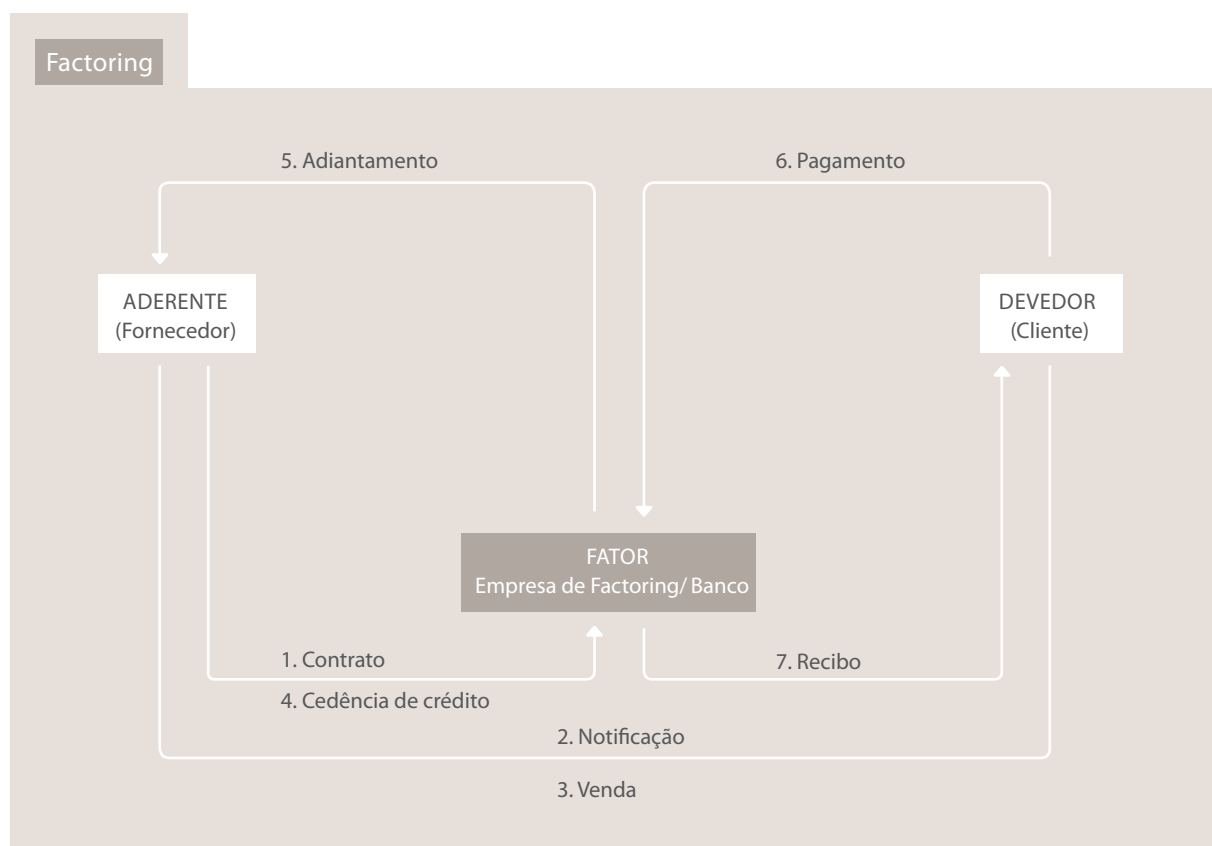 Factoring
5. Adiantamento
6. Pagamento
ADERENTE
(Fornecedor)
DEVEDOR
(Cliente)
FATOR
Empresa de Factoring/ Banco
1. Contrato
7. Recibo
4. Cedência de crédito
2. Notificação
3. Venda